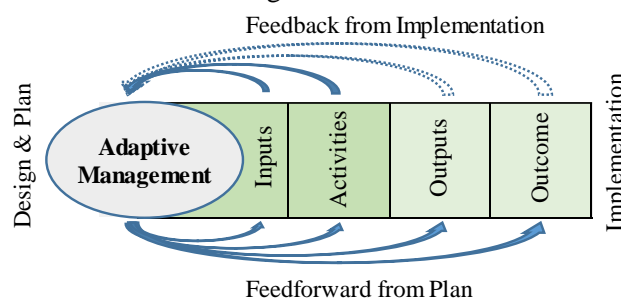 Feedback from Implementation
Design & Plan
Adaptive
Management
Inputs
Activities
Outputs
Outcome
Implementation
Feedforward from Plan